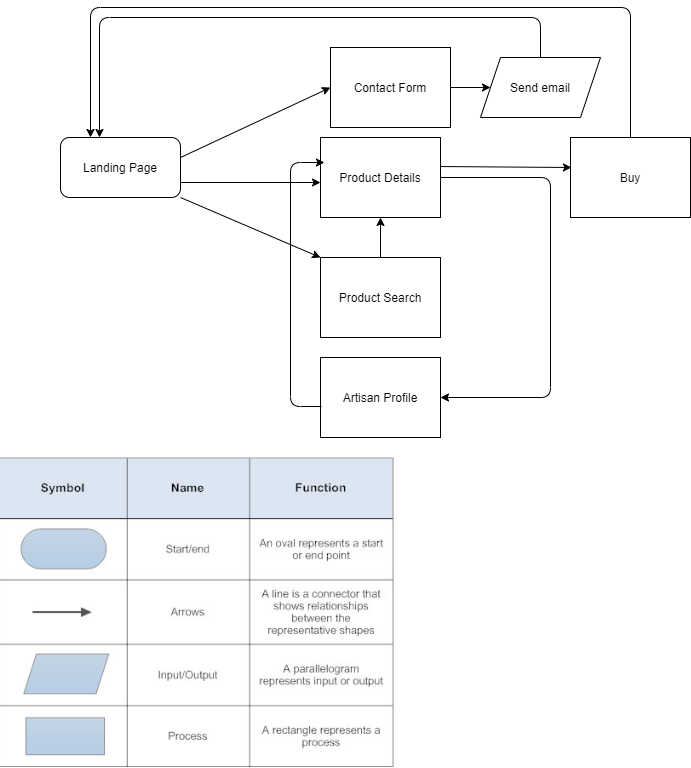 Contact Form
Send email
Landing Page
Product Details
Buy
Product Search
Artisan Profile
Symbol
Name
Function
Start/end
An oval represents a start
or end point
Arrows
A line is a connector that
shows relationships
between the
representative shapes
Input/Output
A parallelogram
represents input or output
Process
A rectangle represents a
process